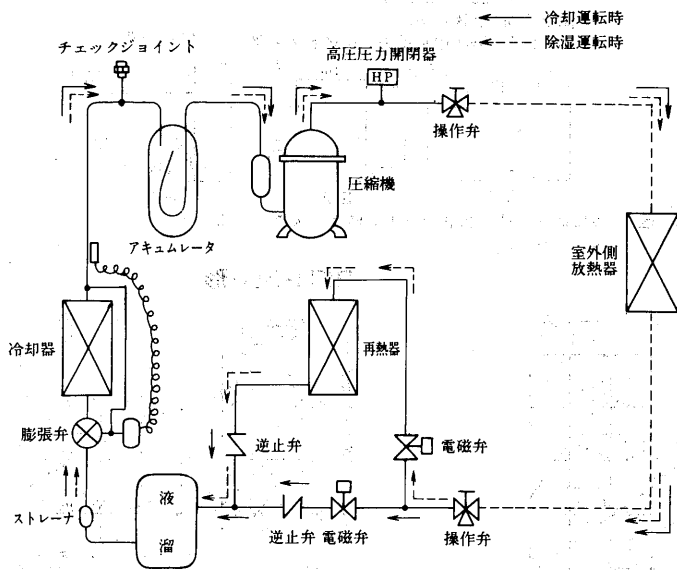 冷却運転時
除湿運転時
チェックジョイント
高圧圧力開閉器
HP
操作弁
圧縮機
アキュムレータ
室外側
放熱器
冷却器
再熱器
膨張弁
逆止弁
電磁弁
ストレーナ
液
溜
逆止弁
電磁弁
操作弁